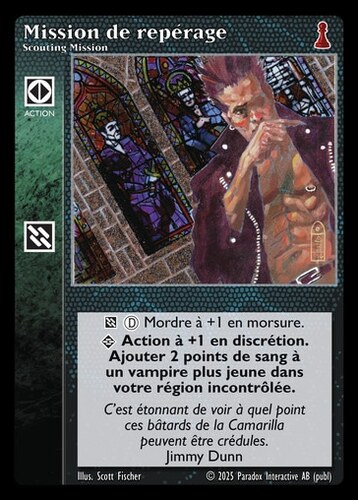 Mission de repérage
Scouting Mission
ACTION
D Mordre à +1 en morsure.
Action à +1 en discrétion.
Ajouter 2 points de sang à
un vampire plus jeune dans
votre région incontrôlée.
C'est étonnant de voir à quel point
ces bâtards de la Camarilla
peuvent être crédules.
Jimmy Dunn
Illus. Scott Fischer © 2025 Paradox Interactive AB (publ)